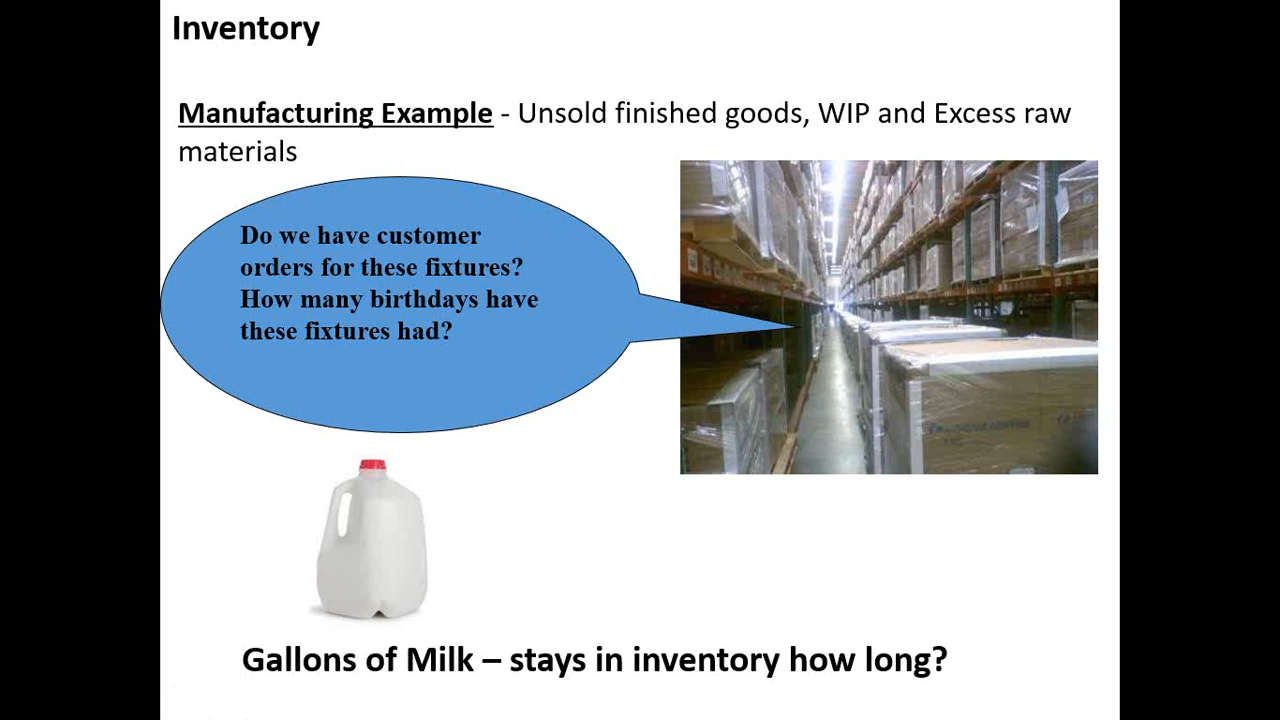 Inventory
Manufacturing Example - Unsold finished goods, WIP and Excess raw
materials
Do we have customer
orders for these fixtures?
How many birthdays have
these fixtures had?
Gallons of Milk – stays in inventory how long?